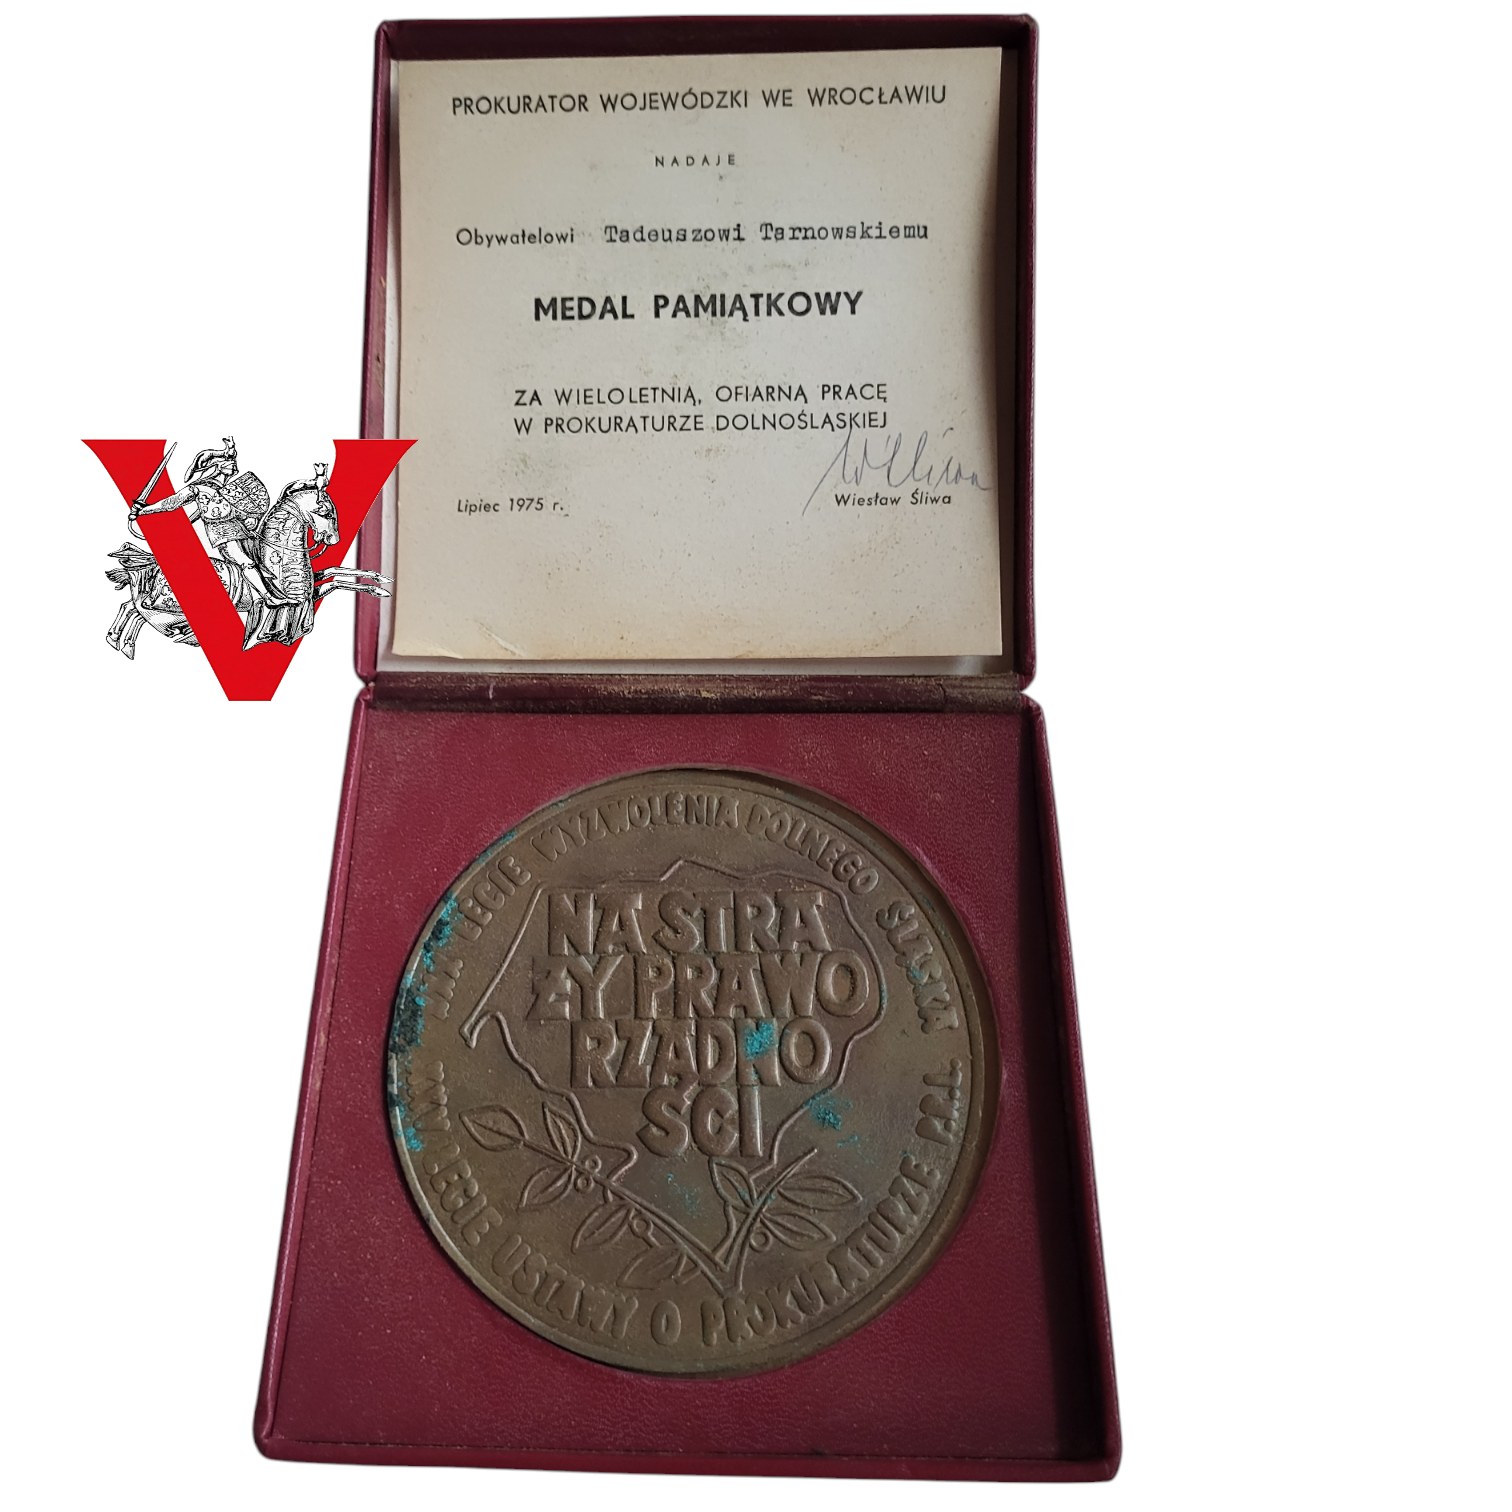 PROKURATOR WOJEWÓDZKI WE WROCŁAWIU
NADAJE
Obywatelowi Tadeuszowi Tarnowskiemu
MEDAL PAMIĄTKOWY
ZA WIELOLETNIĄ, OFIARNĄ PRACĘ
W PROKURATURZE DOLNOŚLĄSKIEJ
Lipiec 1975 r.
Wiesław Śliwa
V
LECIE WYZWOLENIA DOLNEGO ŚLĄSKA
NA STRA
ŻY PRAWO
RZĄDNO
ŚCI
LECIE USTAWY O PROKURATURZE P.R.L.